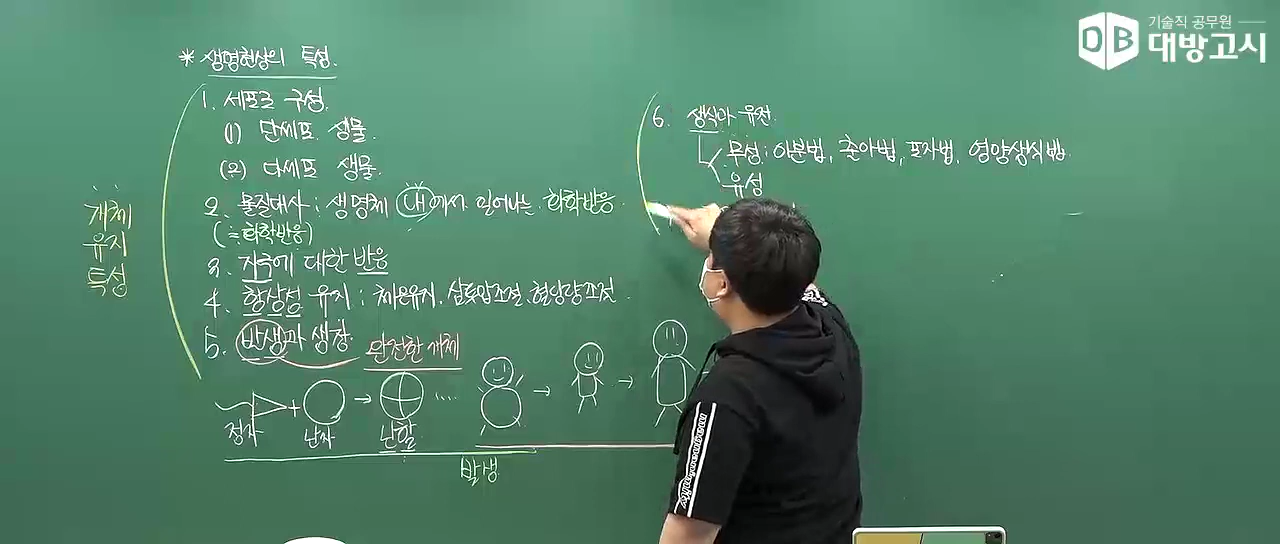 * 생명현상의 특성.
1. 세포로 구성.
(1) 단세포 생물.
(2) 다세포 생물.
2. 물질대사 : 생명체 내에서 일어나는 화학반응
(=화학반응)
3. 자극에 대한 반응
4. 항상성 유지 : 체온유지, 삼투압조절, 혈당량조절
5. 발생과 생장.
완전한 개체
정자
+
난자
→
난할
····
→
→
발생
개체
유지
특성
6. 생식과 유전.
무성 : 이분법, 출아법, 포자법, 영양생식법
유성
기술직 공무원
DB
대방고시